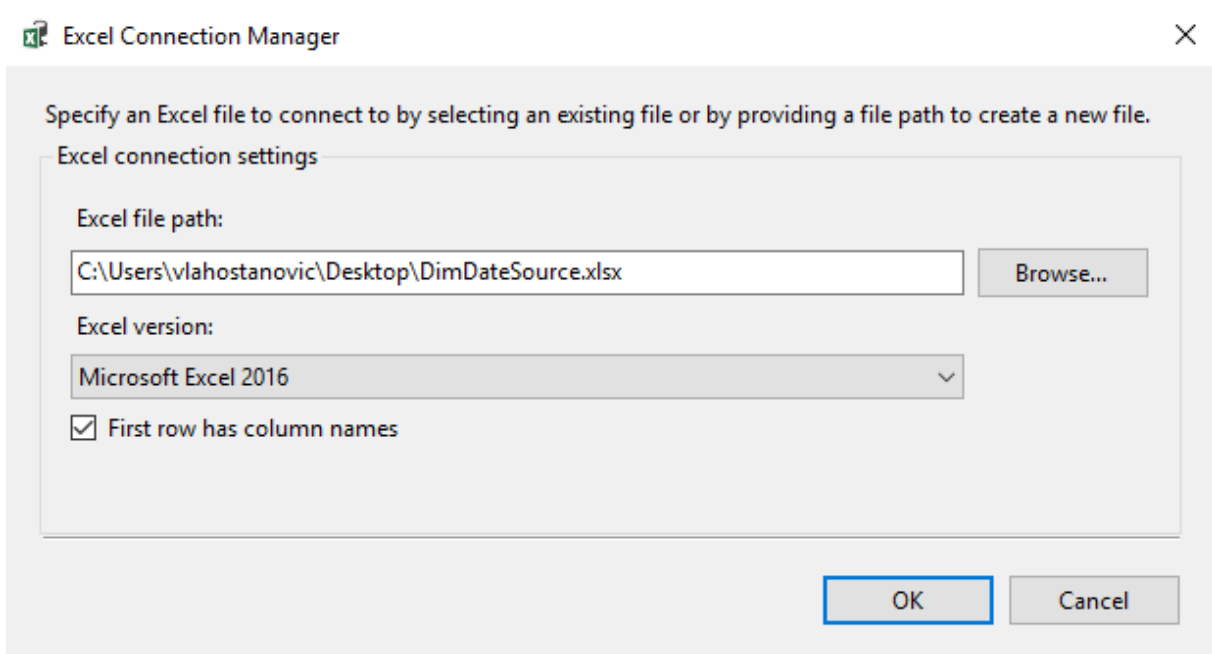 Excel Connection Manager
Specify an Excel file to connect to by selecting an existing file or by providing a file path to create a new file.
Excel connection settings
Excel file path:
C:\Users\vlahostanovic\Desktop\DimDateSource.xlsx
Browse...
Excel version:
Microsoft Excel 2016
First row has column names
OK
Cancel